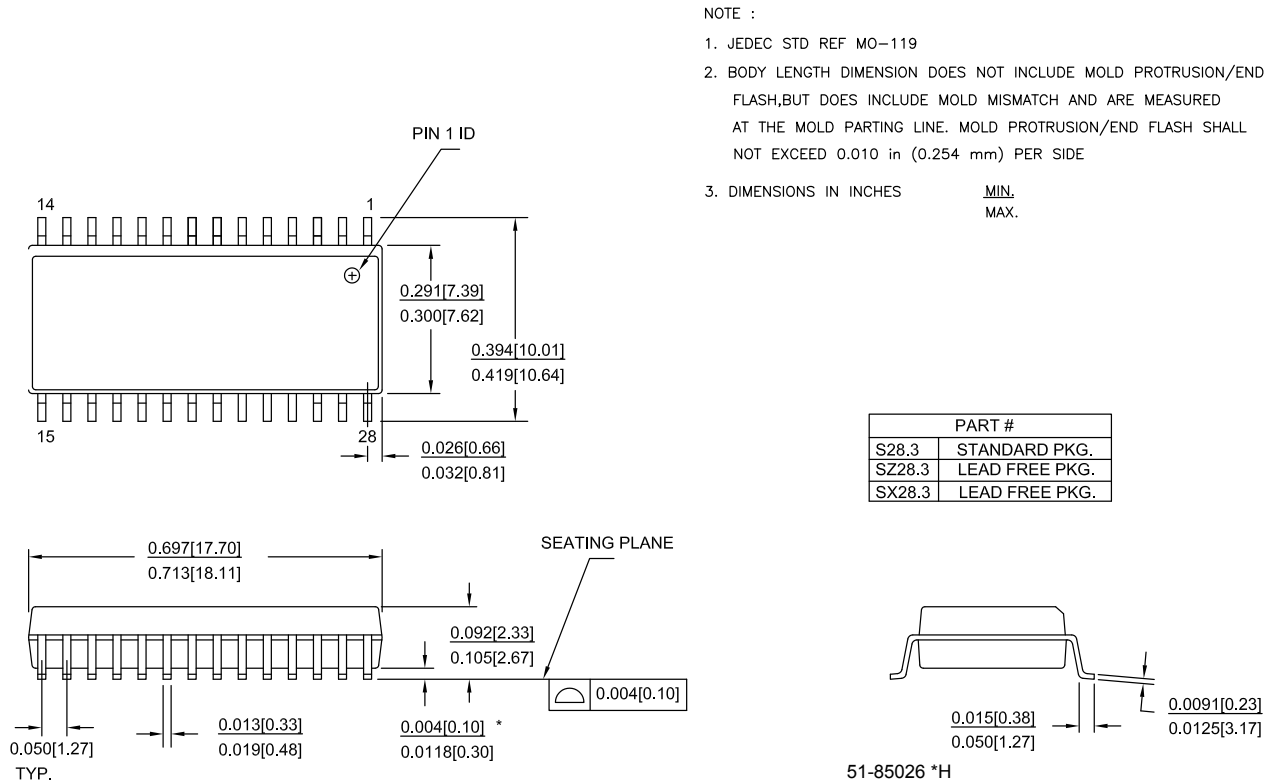 NOTE :
1. JEDEC STD REF MO-119
2. BODY LENGTH DIMENSION DOES NOT INCLUDE MOLD PROTRUSION/END
FLASH,BUT DOES INCLUDE MOLD MISMATCH AND ARE MEASURED
AT THE MOLD PARTING LINE. MOLD PROTRUSION/END FLASH SHALL
NOT EXCEED 0.010 in (0.254 mm) PER SIDE
3. DIMENSIONS IN INCHES MIN.
MAX.
PIN 1 ID
14 1
0.291[7.39]
0.300[7.62]
0.394[10.01]
0.419[10.64]
15 28
0.026[0.66]
0.032[0.81]
PART #
S28.3 STANDARD PKG.
SZ28.3 LEAD FREE PKG.
SX28.3 LEAD FREE PKG.
0.697[17.70]
0.713[18.11]
SEATING PLANE
0.092[2.33]
0.105[2.67]
0.004[0.10]
0.050[1.27]
TYP.
0.013[0.33]
0.019[0.48]
0.004[0.10] *
0.0118[0.30]
0.015[0.38]
0.050[1.27]
0.0091[0.23]
0.0125[3.17]
51-85026 *H